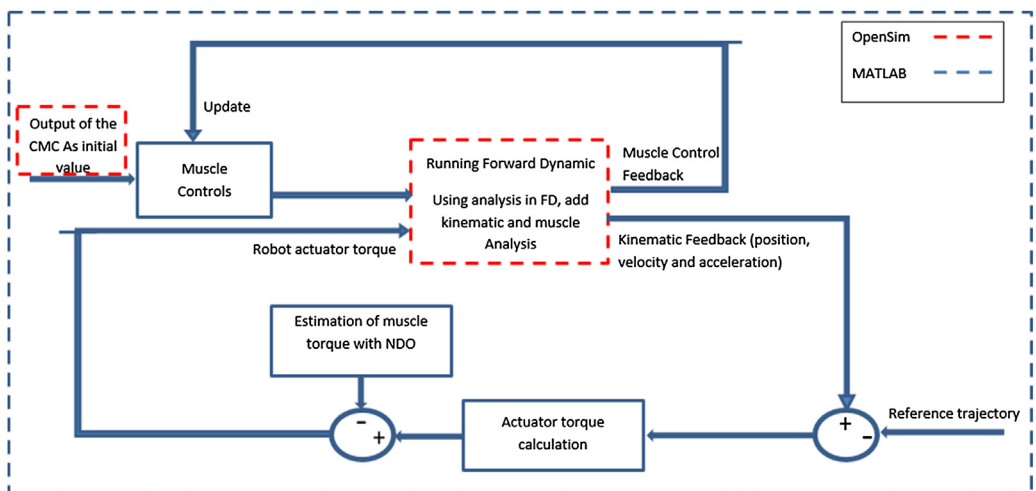 OpenSim
MATLAB
Update
Output of the
CMC As initial
value
Muscle
Controls
Running Forward Dynamic
Using analysis in FD, add
kinematic and muscle
Analysis
Muscle Control
Feedback
Robot actuator torque
Kinematic Feedback (position,
velocity and acceleration)
Estimation of muscle
torque with NDO
Reference trajectory
Actuator torque
calculation
-
+
+
-